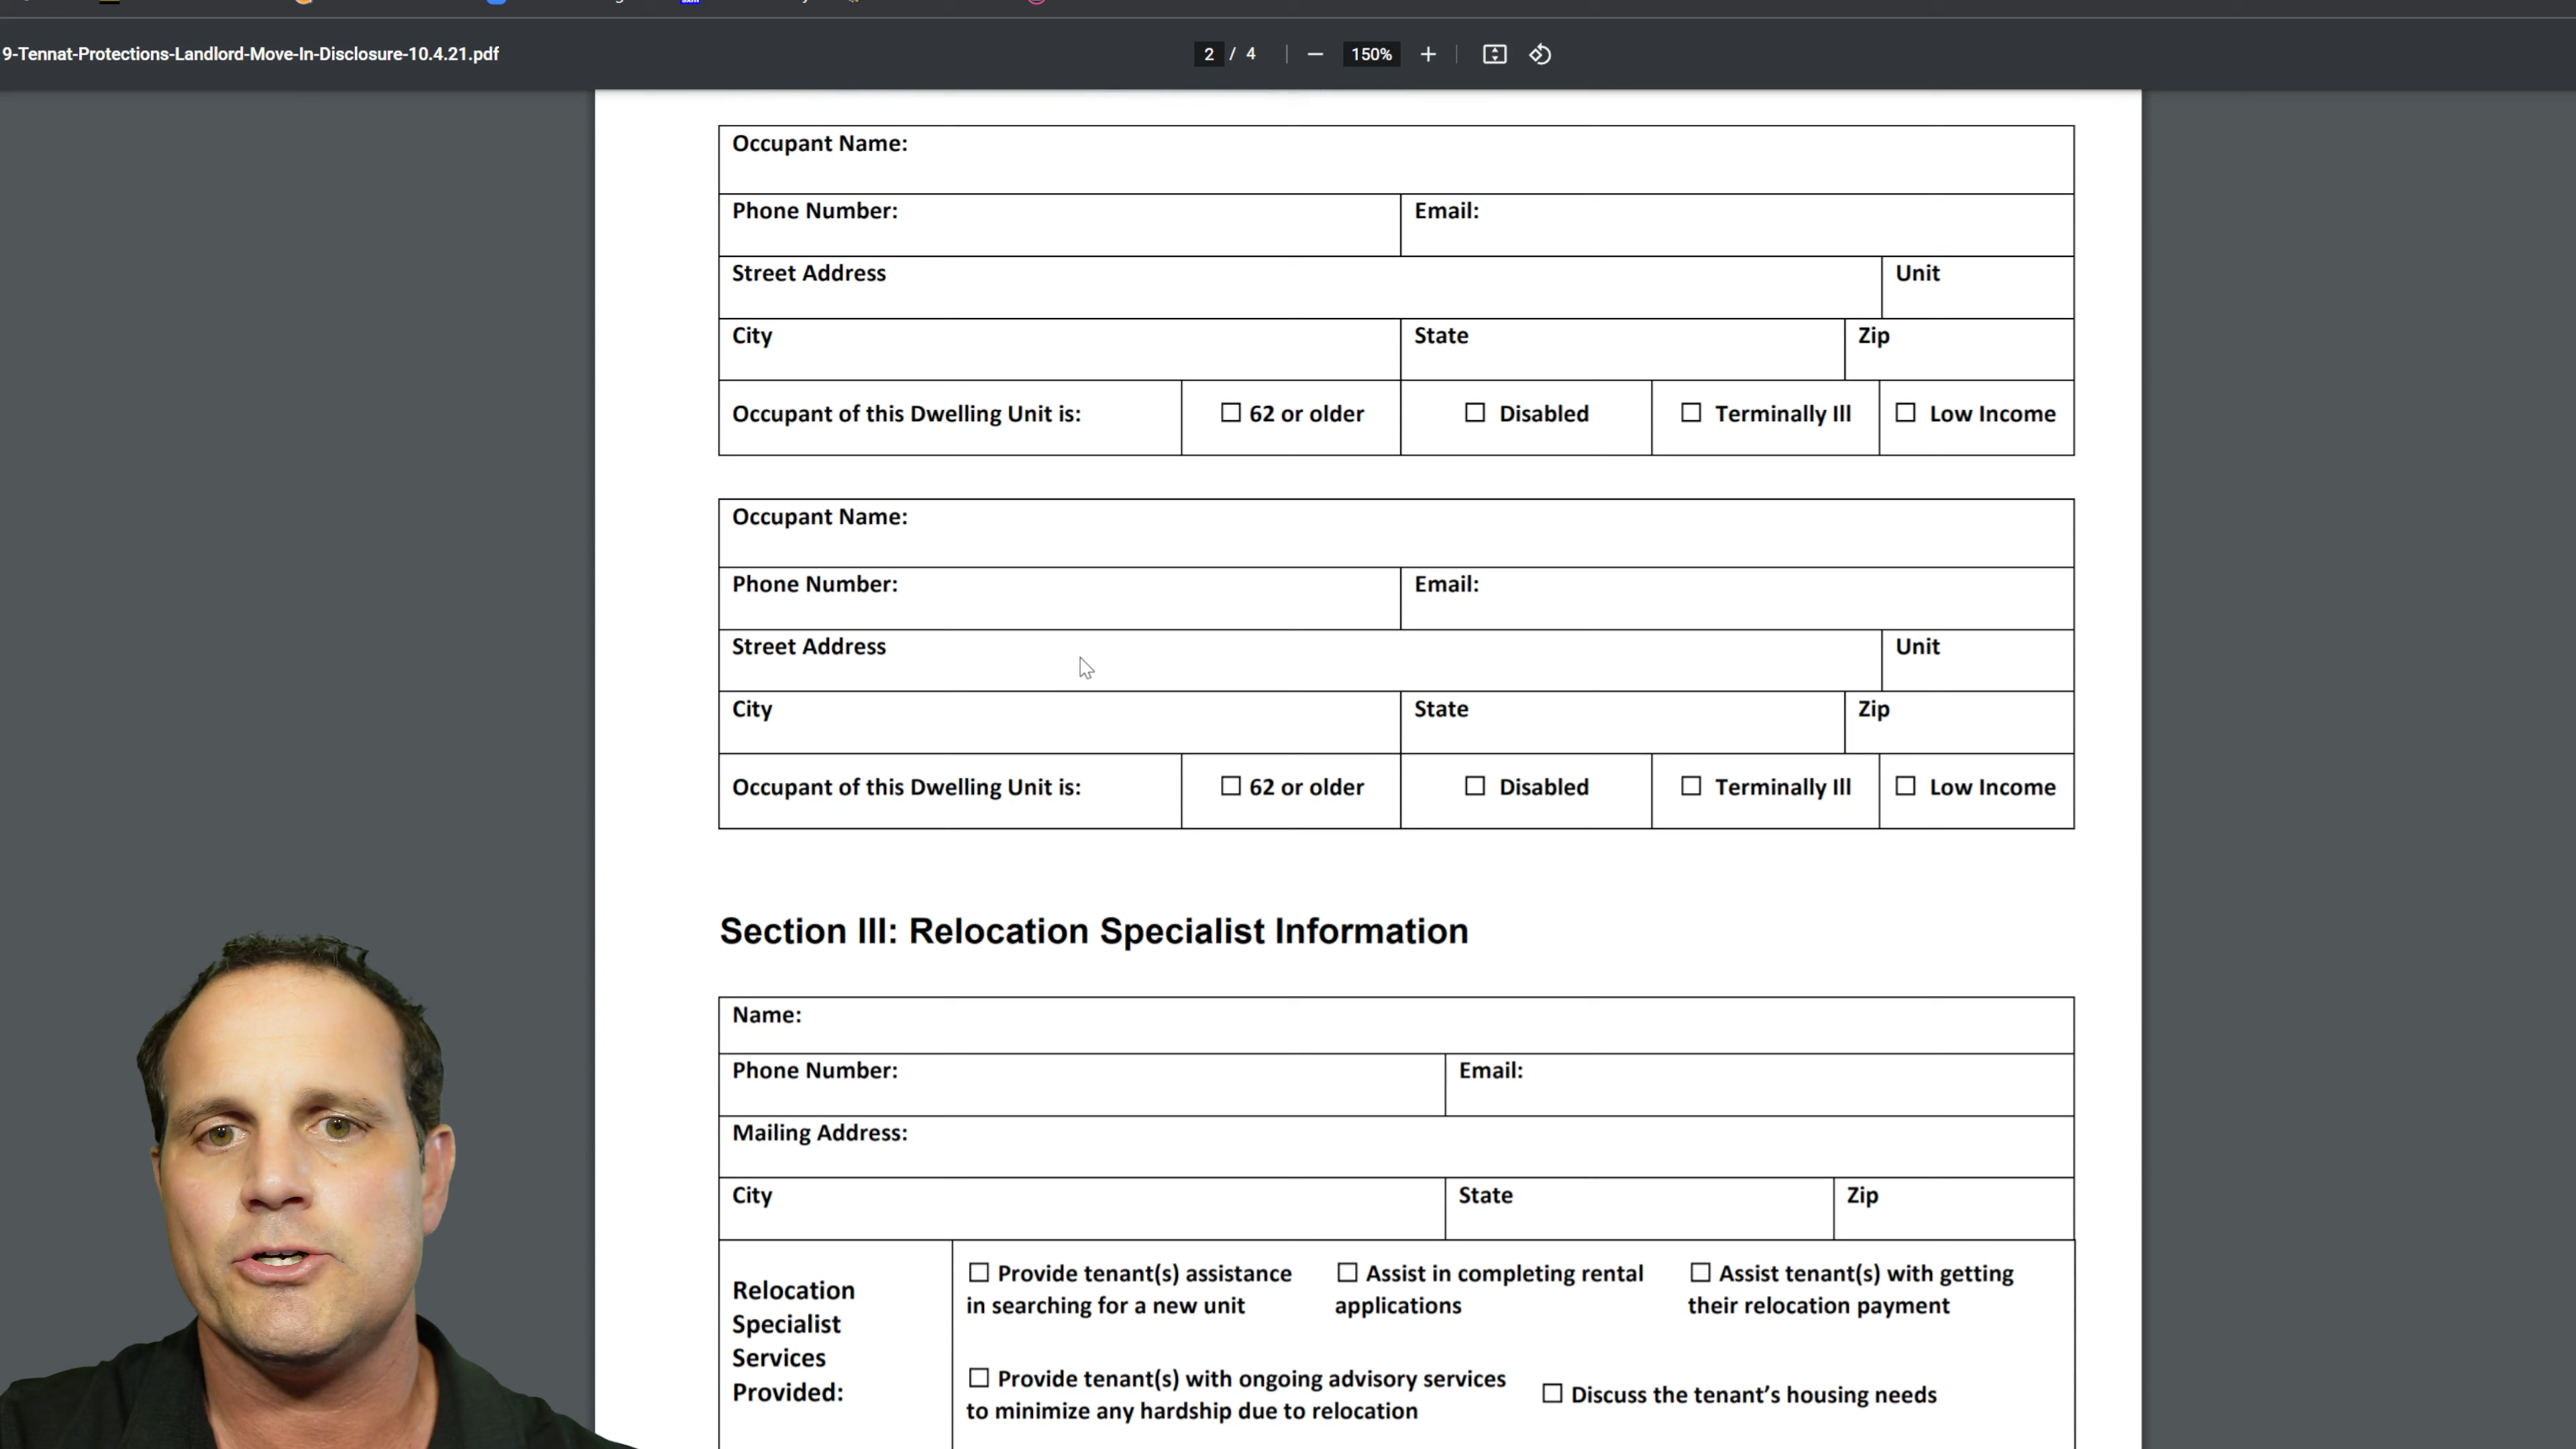 9-Tennat-Protections-Landlord-Move-In-Disclosure-10.4.21.pdf
2 / 4
150%
Occupant Name:
Phone Number: Email:
Street Address Unit
City State Zip
Occupant of this Dwelling Unit is: ☐ 62 or older ☐ Disabled ☐ Terminally Ill ☐ Low Income
Occupant Name:
Phone Number: Email:
Street Address Unit
City State Zip
Occupant of this Dwelling Unit is: ☐ 62 or older ☐ Disabled ☐ Terminally Ill ☐ Low Income
Section III: Relocation Specialist Information
Name:
Phone Number: Email:
Mailing Address:
City State Zip
Relocation
Specialist
Services
Provided:
☐ Provide tenant(s) assistance
in searching for a new unit
☐ Assist in completing rental
applications
☐ Assist tenant(s) with getting
their relocation payment
☐ Provide tenant(s) with ongoing advisory services
to minimize any hardship due to relocation
☐ Discuss the tenant's housing needs